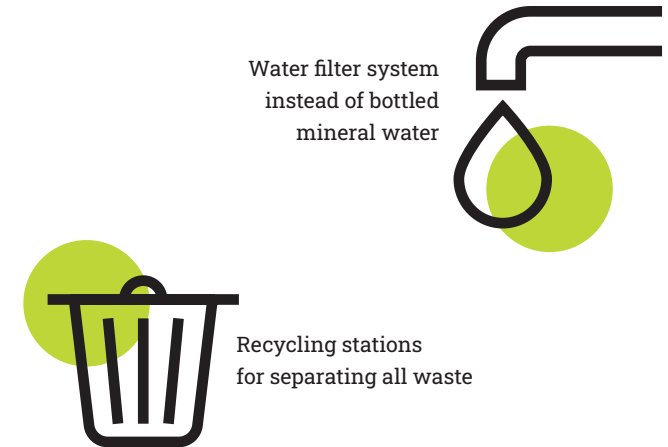 Water filter system
instead of bottled
mineral water
Recycling stations
for separating all waste